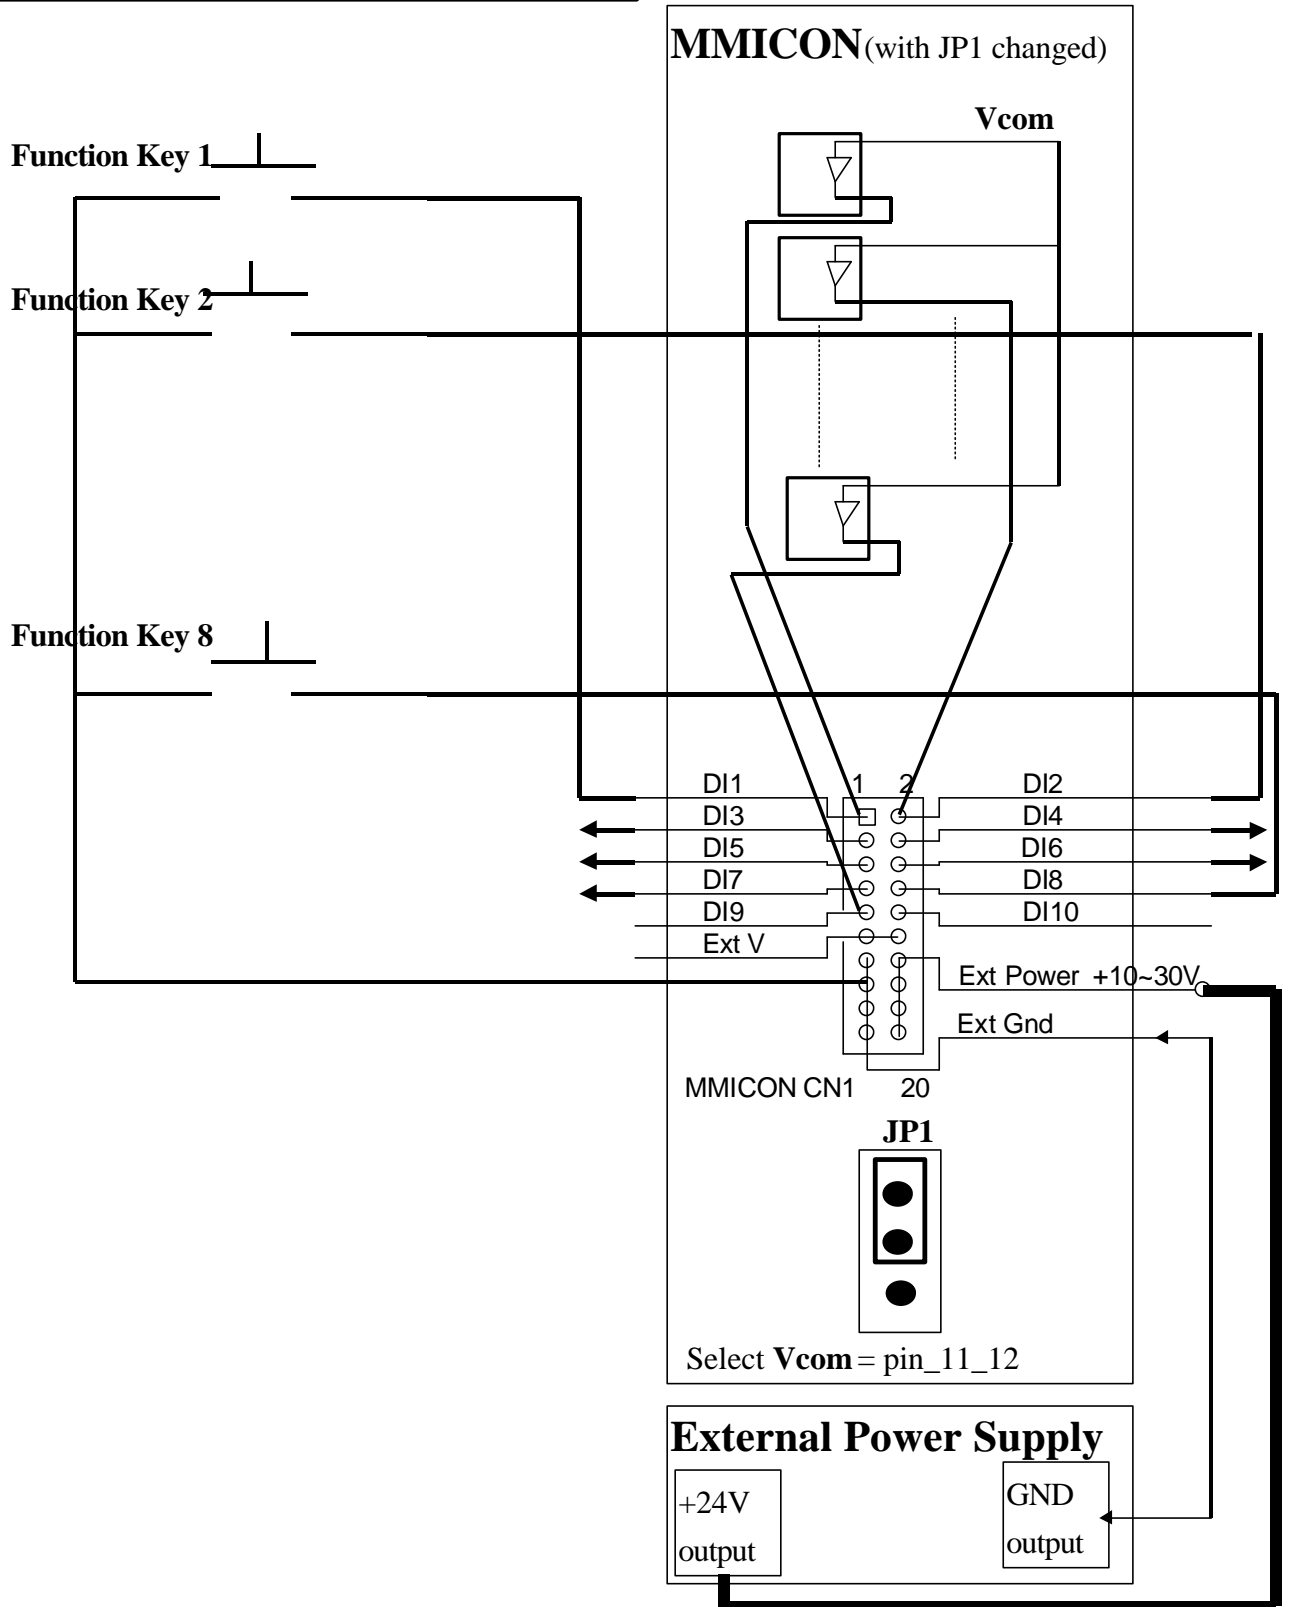 MMICON(with JP1 changed)
Vcom
Function Key 1
Function Key 2
Function Key 8
DI1 1 2 DI2
DI3 DI4
DI5 DI6
DI7 DI8
DI9 DI10
Ext V
Ext Power +10~30V
Ext Gnd
MMICON CN1 20
JP1
Select Vcom = pin_11_12
External Power Supply
+24V
output
GND
output